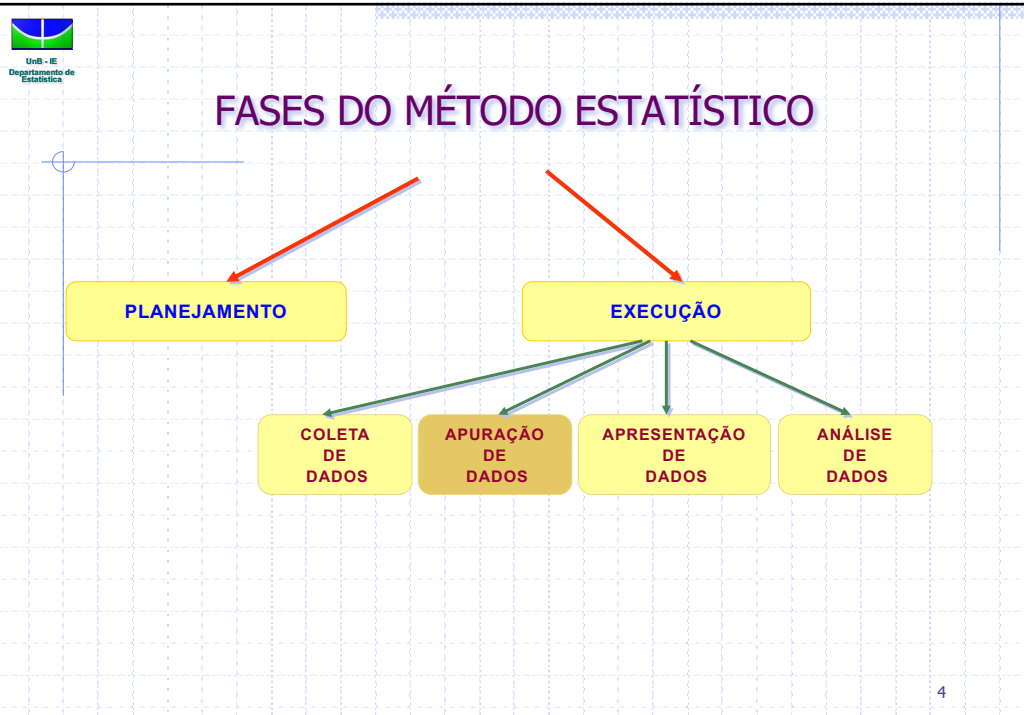 UnB - IE
Departamento de
Estatística
FASES DO MÉTODO ESTATÍSTICO
PLANEJAMENTO
EXECUÇÃO
COLETA
DE
DADOS
APURAÇÃO
DE
DADOS
APRESENTAÇÃO
DE
DADOS
ANÁLISE
DE
DADOS
4